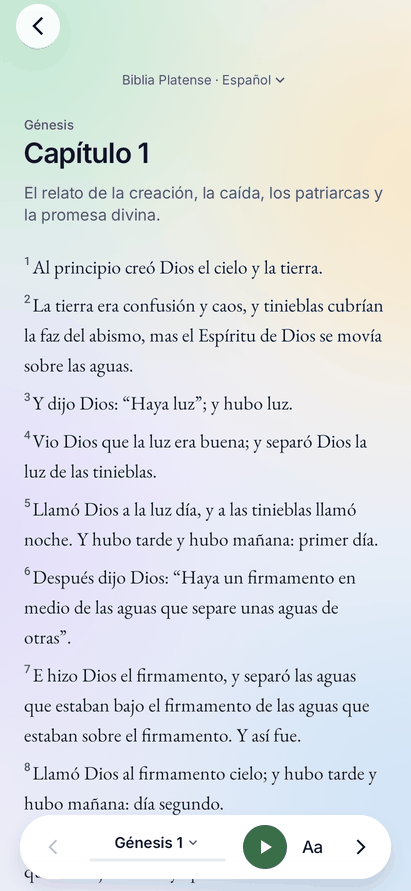 Biblia Platense · Español
Génesis
Capítulo 1
El relato de la creación, la caída, los patriarcas y
la promesa divina.
1 Al principio creó Dios el cielo y la tierra.
2 La tierra era confusión y caos, y tinieblas cubrían
la faz del abismo, mas el Espíritu de Dios se movía
sobre las aguas.
3 Y dijo Dios: “Haya luz”; y hubo luz.
4 Vio Dios que la luz era buena; y separó Dios la
luz de las tinieblas.
5 Llamó Dios a la luz día, y a las tinieblas llamó
noche. Y hubo tarde y hubo mañana: primer día.
6 Después dijo Dios: “Haya un firmamento en
medio de las aguas que separe unas aguas de
otras”.
7 E hizo Dios el firmamento, y separó las aguas
que estaban bajo el firmamento de las aguas que
estaban sobre el firmamento. Y así fue.
8 Llamó Dios al firmamento cielo; y hubo tarde y
hubo mañana: día segundo.
Génesis 1
Aa